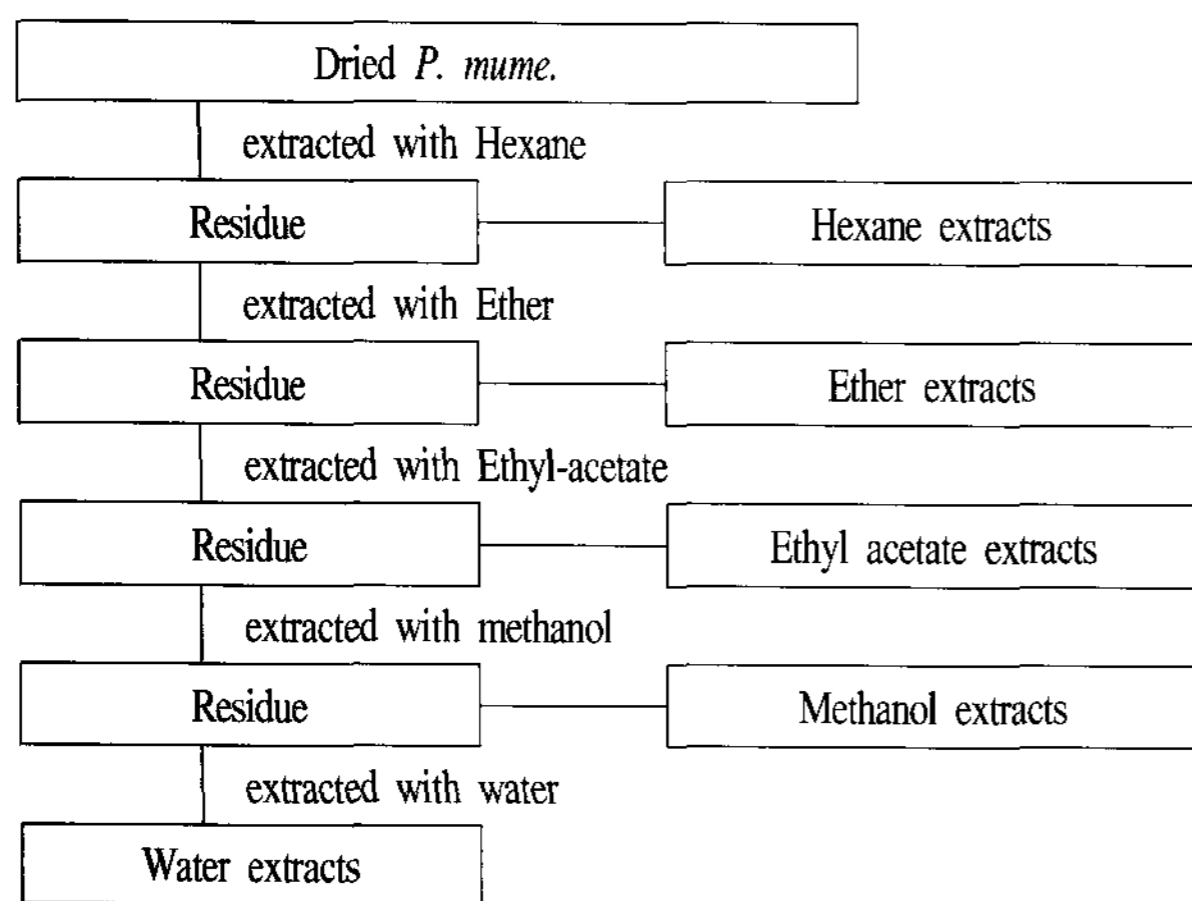 Dried P. mume.
extracted with Hexane
Residue
Hexane extracts
extracted with Ether
Residue
Ether extracts
extracted with Ethyl-acetate
Residue
Ethyl acetate extracts
extracted with methanol
Residue
Methanol extracts
extracted with water
Water extracts